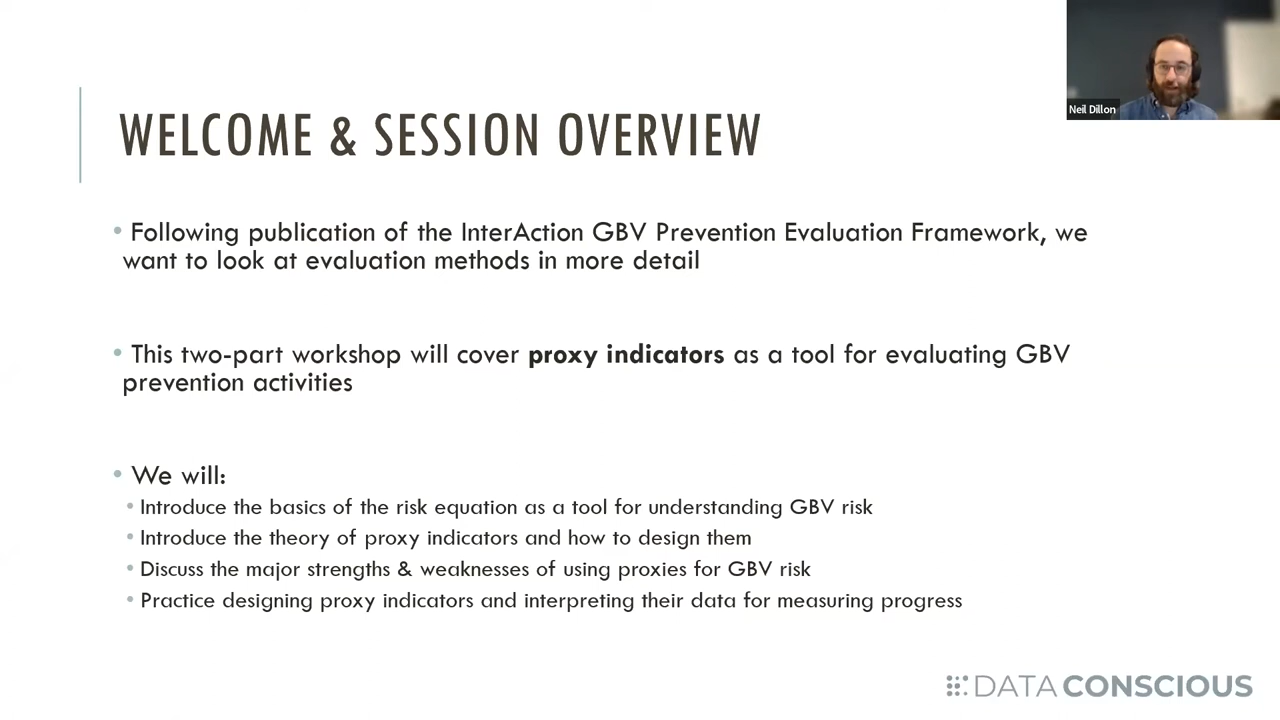 WELCOME & SESSION OVERVIEW
Neil Dillon
• Following publication of the InterAction GBV Prevention Evaluation Framework, we
want to look at evaluation methods in more detail
• This two-part workshop will cover proxy indicators as a tool for evaluating GBV
prevention activities
• We will:
• Introduce the basics of the risk equation as a tool for understanding GBV risk
• Introduce the theory of proxy indicators and how to design them
• Discuss the major strengths & weaknesses of using proxies for GBV risk
• Practice designing proxy indicators and interpreting their data for measuring progress
DATA CONSCIOUS